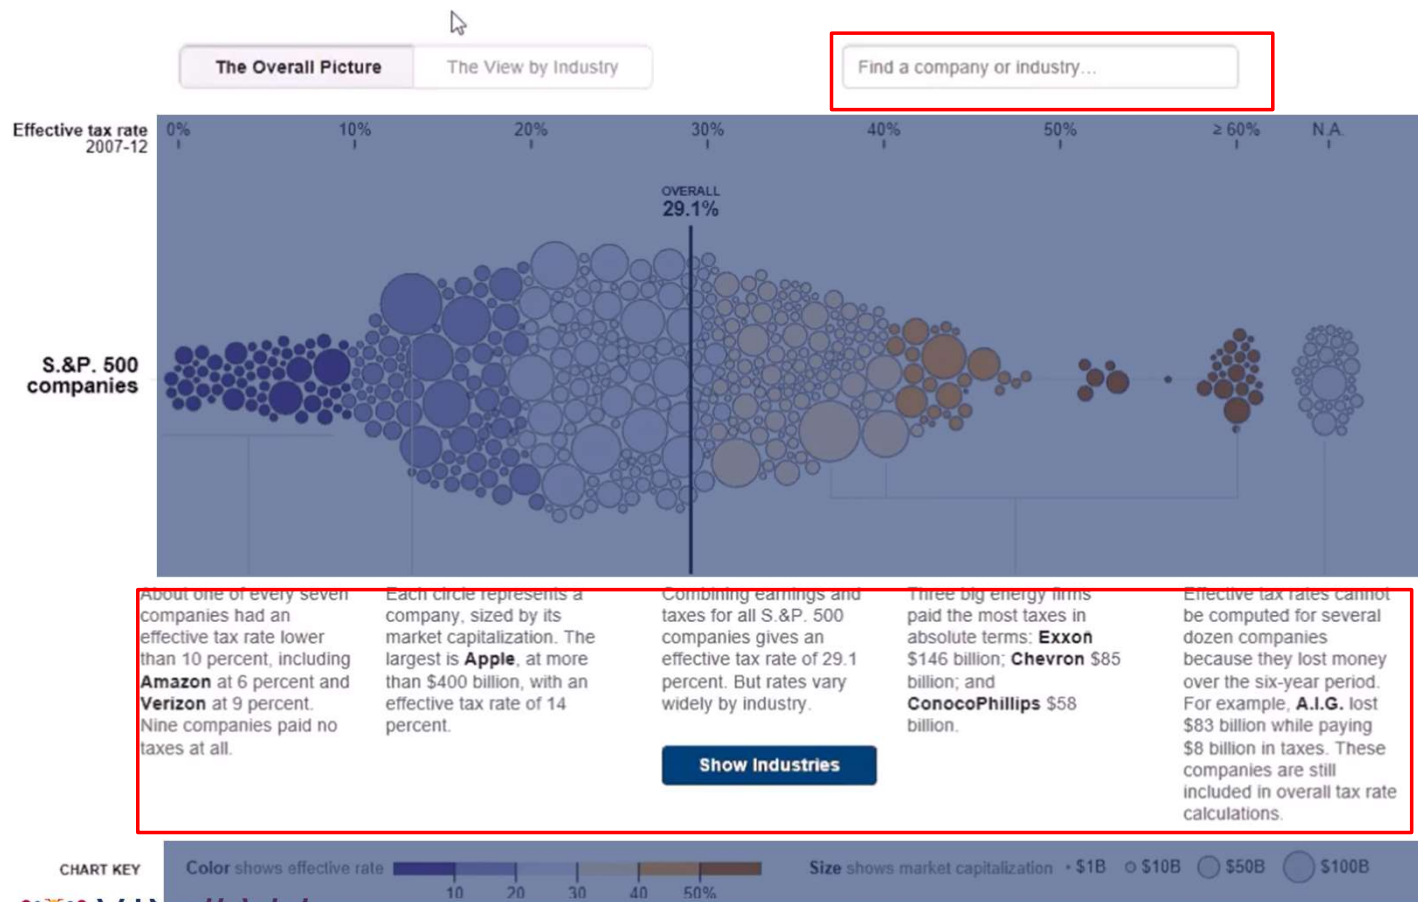 The Overall Picture
The View by Industry
Find a company or industry...
Effective tax rate
2007-12
0%
10%
20%
30%
40%
50%
≥ 60%
N.A.
OVERALL
29.1%
S.&P. 500
companies
About one of every seven
companies had an
effective tax rate lower
than 10 percent, including
Amazon at 6 percent and
Verizon at 9 percent.
Nine companies paid no
taxes at all.
Each circle represents a
company, sized by its
market capitalization. The
largest is Apple, at more
than $400 billion, with an
effective tax rate of 14
percent.
Combining earnings and
taxes for all S.&P. 500
companies gives an
effective tax rate of 29.1
percent. But rates vary
widely by industry.
Show Industries
Three big energy firms
paid the most taxes in
absolute terms: Exxon
$146 billion; Chevron $85
billion; and
ConocoPhillips $58
billion.
Effective tax rates cannot
be computed for several
dozen companies
because they lost money
over the six-year period.
For example, A.I.G. lost
$83 billion while paying
$8 billion in taxes. These
companies are still
included in overall tax rate
calculations.
CHART KEY
Color shows effective rate
10
20
30
40
50%
Size shows market capitalization
$1B
$10B
$50B
$100B